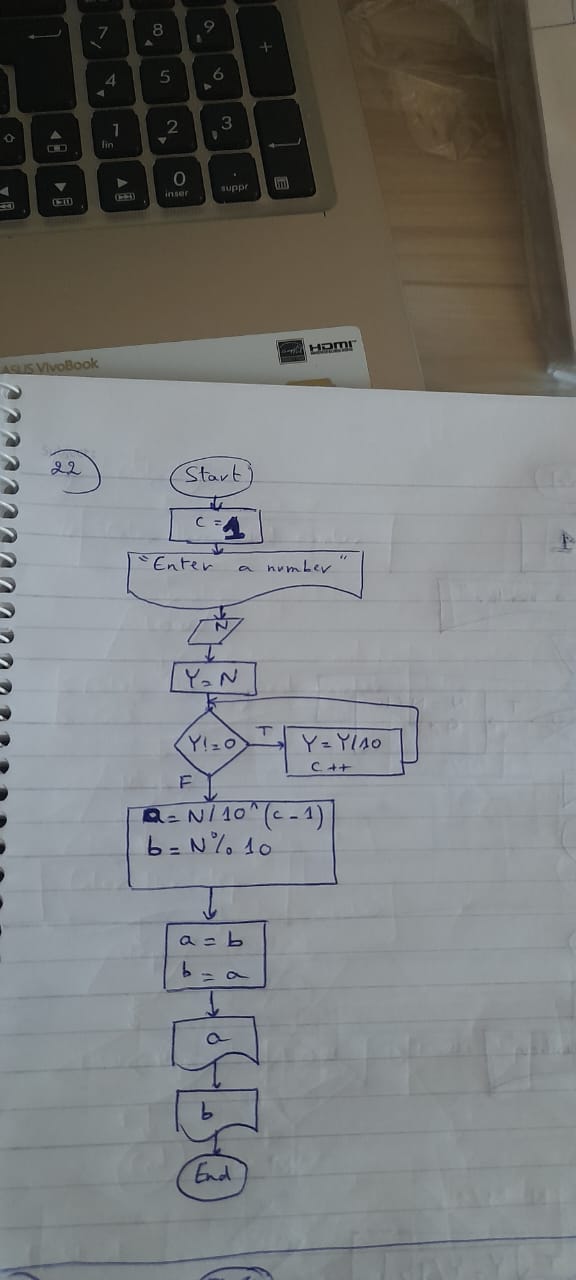 7 8 9 +
4 5 6
1 2 3
fin
0 .
inser suppr
HDMI
ASUS VivoBook
22
Start
c = 1
"Enter a number"
N
Y = N
Y != 0 T Y = Y/10
c ++
F
a = N/10^(c-1)
b = N%10
a = b
b = a
a
b
End